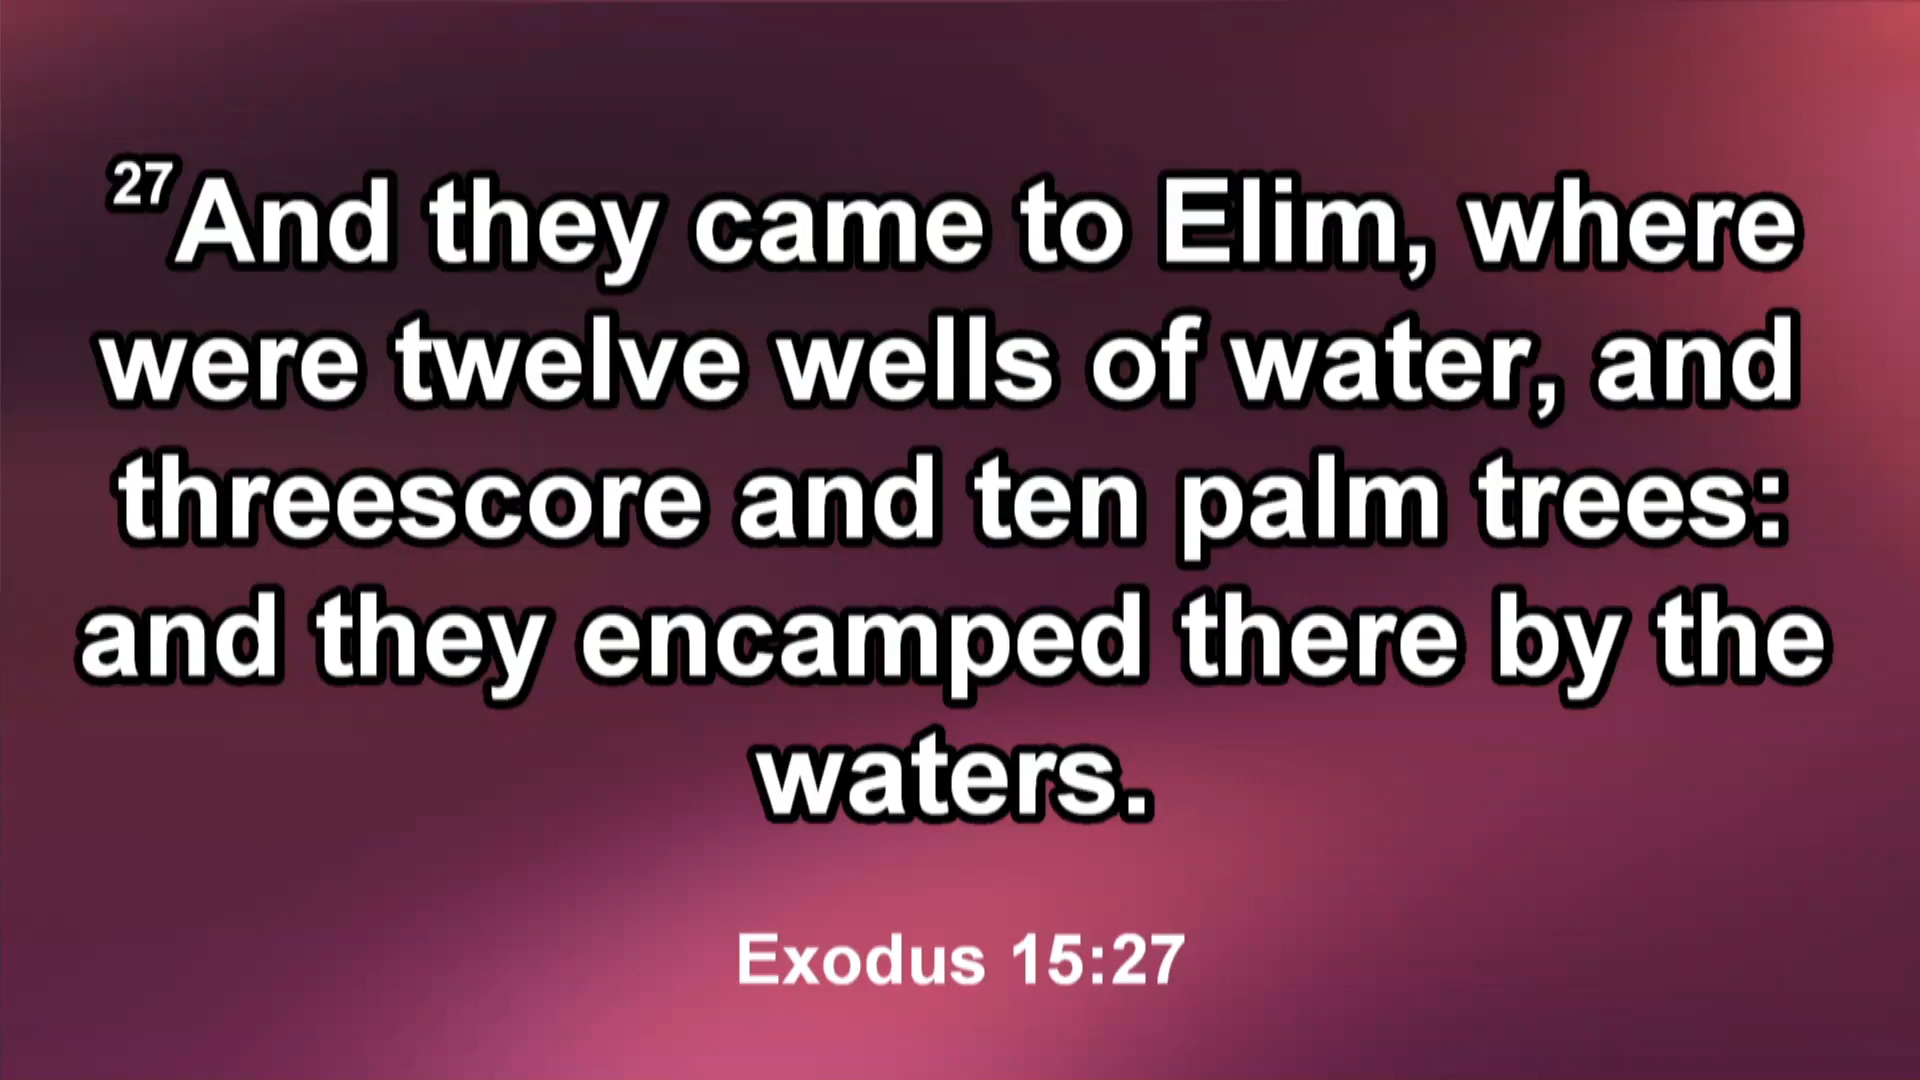 27And they came to Elim, where
were twelve wells of water, and
threescore and ten palm trees:
and they encamped there by the
waters.
Exodus 15:27